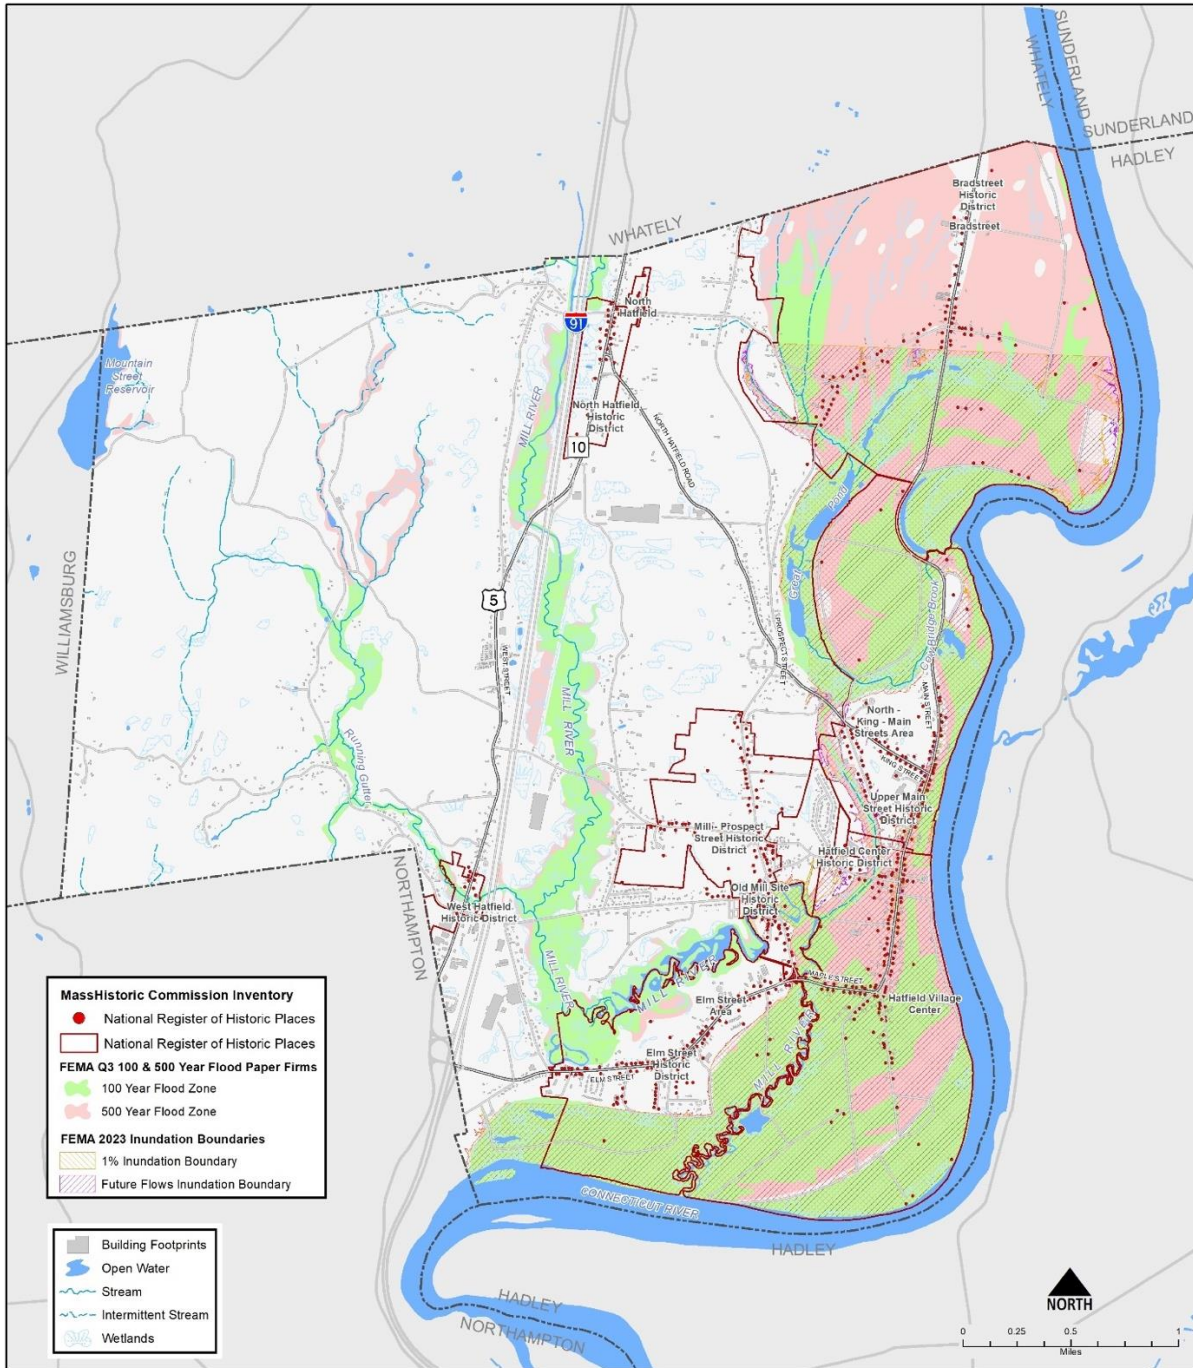 SUNDERLAND
WHATELY
SUNDERLAND
HADLEY
WHATELY
Bradstreet
Historic
District
Bradstreet
North
Hatfield
91
Mountain
Street
Reservoir
MILL RIVER
North Hatfield
Historic
District
10
NORTH HATFIELD ROAD
Great
Pond
WILLIAMSBURG
5
WEST STREET
PROSPECT STREET
Cow Bridge Brook
MAIN STREET
MILL RIVER
North -
King - Main
Streets Area
KING STREET
Running Gutter
Upper Main
Street Historic
District
Mill - Prospect
Street Historic
District
Hatfield Center
Historic District
NORTHAMPTON
West Hatfield
Historic District
Old Mill Site
Historic
District
MILL RIVER
MILL RIVER
MAPLE STREET
Elm Street
Area
Hatfield Village
Center
MILL RIVER
Elm Street
Historic
District
ELM STREET
CONNECTICUT RIVER
HADLEY
HADLEY
NORTHAMPTON
MassHistoric Commission Inventory
National Register of Historic Places
National Register of Historic Places
FEMA Q3 100 & 500 Year Flood Paper Firms
100 Year Flood Zone
500 Year Flood Zone
FEMA 2023 Inundation Boundaries
1% Inundation Boundary
Future Flows Inundation Boundary
Building Footprints
Open Water
Stream
Intermittent Stream
Wetlands
NORTH
0 0.25 0.5 1
Miles